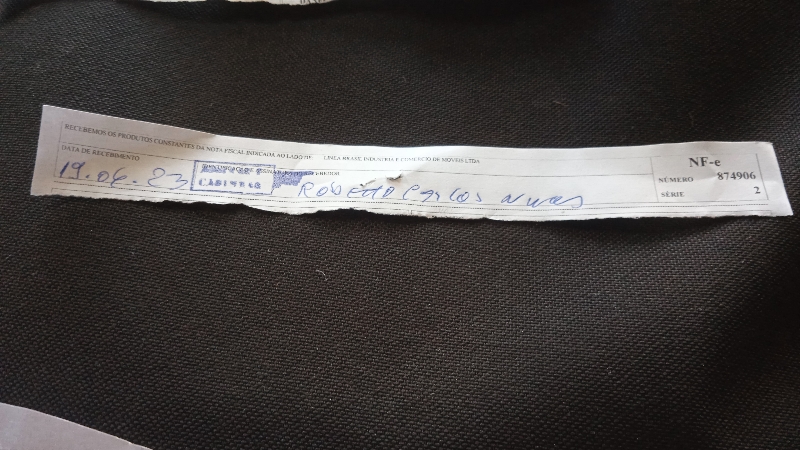 RECEBEMOS OS PRODUTOS CONSTANTES DA NOTA FISCAL INDICADA AO LADO DE LINEA BRASIL INDUSTRIA E COMERCIO DE MOVEIS LTDA
NF-e
DATA DE RECEBIMENTO
NÚMERO 874906
19.06.23
Carlos Nunes
SÉRIE 2